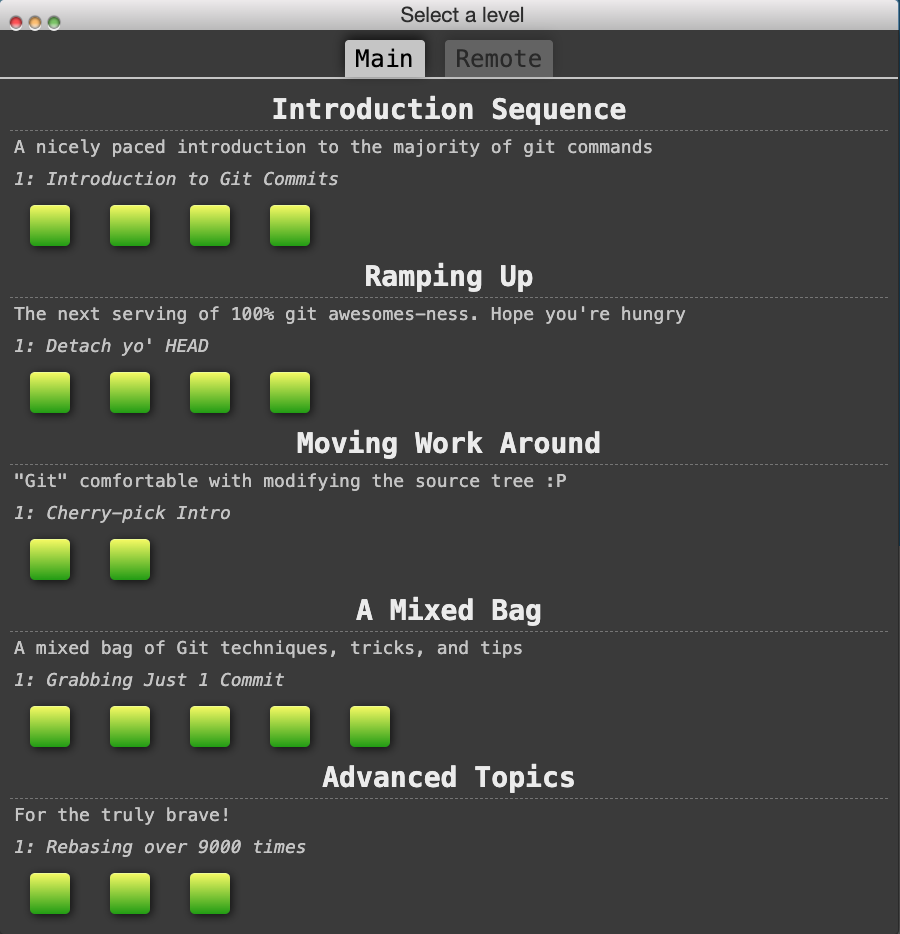 Select a level
Main Remote
Introduction Sequence
A nicely paced introduction to the majority of git commands
1: Introduction to Git Commits
Ramping Up
The next serving of 100% git awesomes-ness. Hope you're hungry
1: Detach yo' HEAD
Moving Work Around
"Git" comfortable with modifying the source tree :P
1: Cherry-pick Intro
A Mixed Bag
A mixed bag of Git techniques, tricks, and tips
1: Grabbing Just 1 Commit
Advanced Topics
For the truly brave!
1: Rebasing over 9000 times